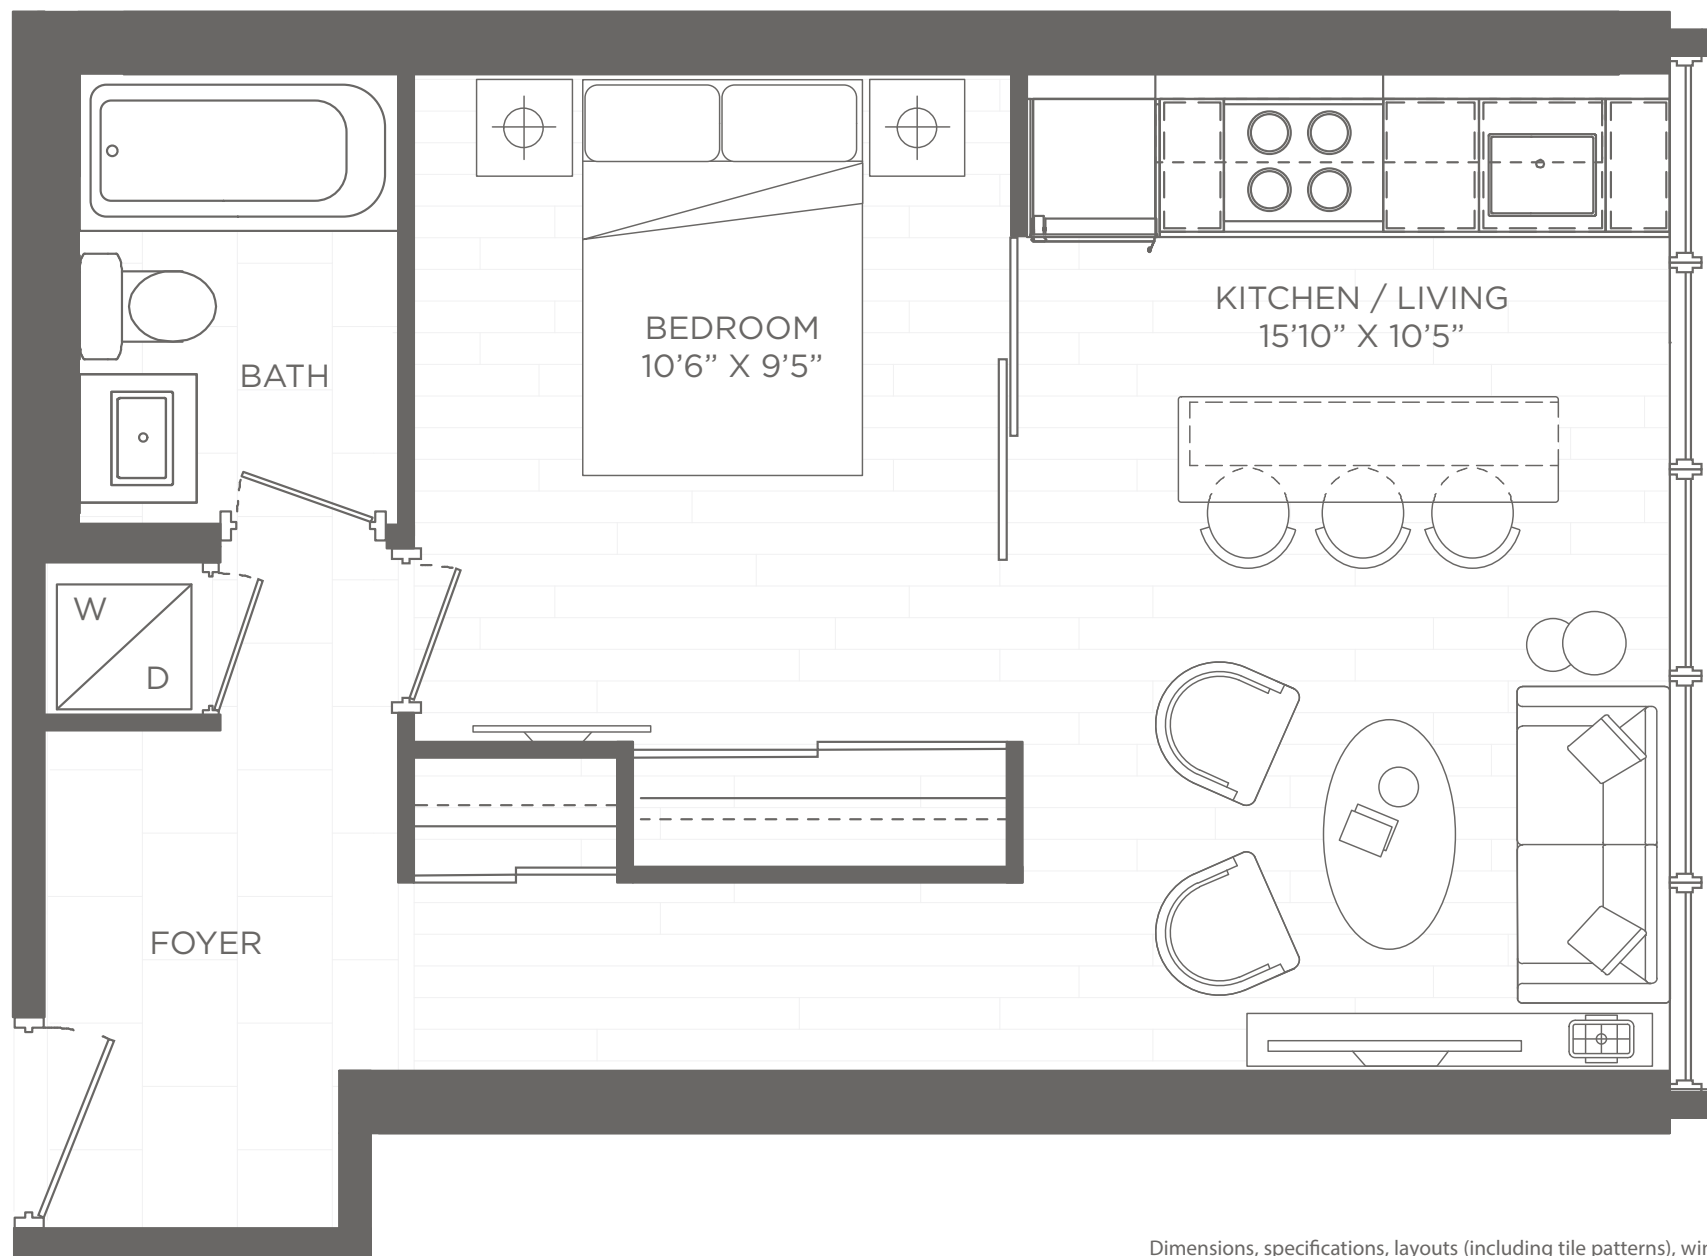 KITCHEN / LIVING
15’10” X 10’5”
BEDROOM
10’6” X 9’5”
BATH
W
D
FOYER
Dimensions, specifications, layouts (including tile patterns), win